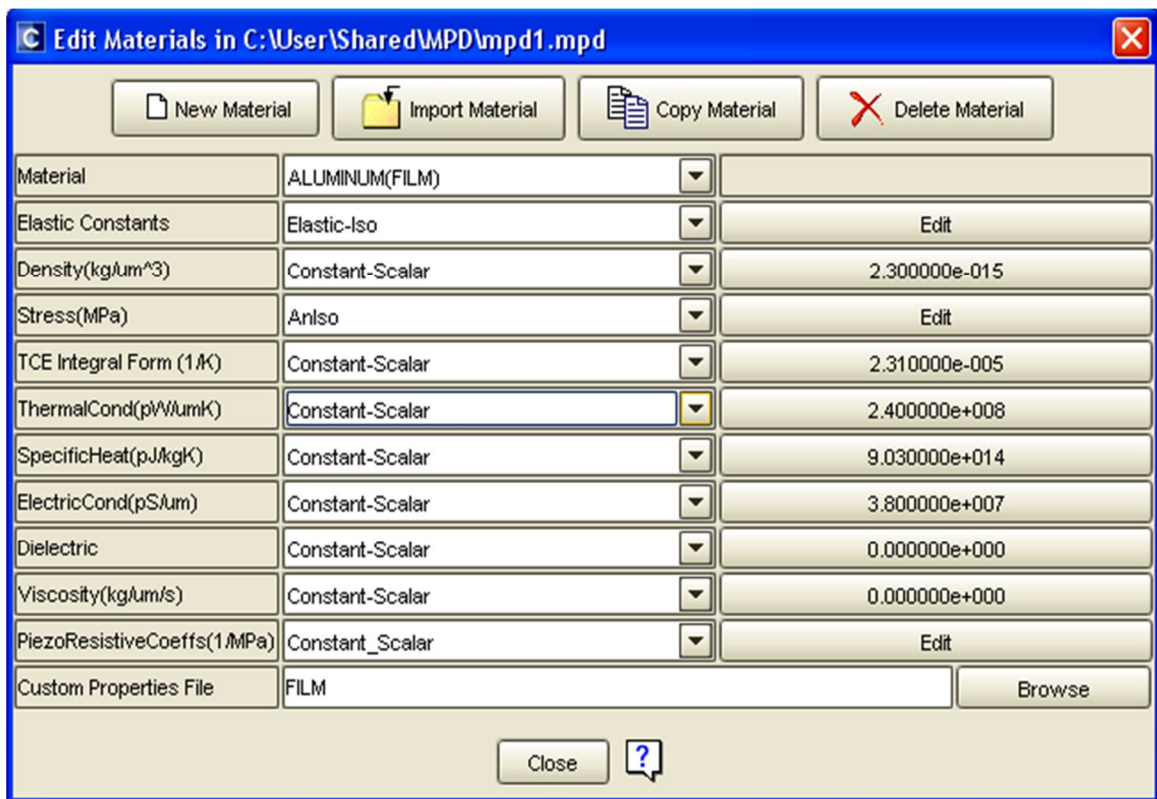 C Edit Materials in C:\User\Shared\MPD\mpd1.mpd
New Material Import Material Copy Material Delete Material
Material ALUMINUM(FILM)
Elastic Constants Elastic-Iso Edit
Density(kg/um^3) Constant-Scalar 2.300000e-015
Stress(MPa) AnIso Edit
TCE Integral Form (1/K) Constant-Scalar 2.310000e-005
ThermalCond(pW/umK) Constant-Scalar 2.400000e+008
SpecificHeat(pJ/kgK) Constant-Scalar 9.030000e+014
ElectricCond(pS/um) Constant-Scalar 3.800000e+007
Dielectric Constant-Scalar 0.000000e+000
Viscosity(kg/um/s) Constant-Scalar 0.000000e+000
PiezoResistiveCoeffs(1/MPa) Constant_Scalar Edit
Custom Properties File FILM Browse
Close ?